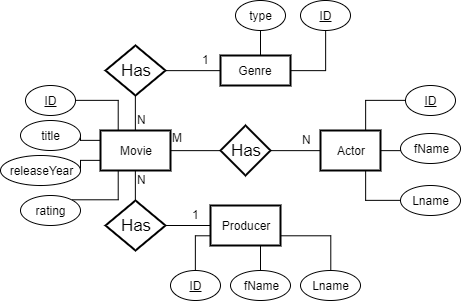 type
ID
Has
1
Genre
ID
N
ID
title
Movie
M
Has
N
Actor
fName
releaseYear
N
rating
Has
1
Producer
Lname
ID
fName
Lname